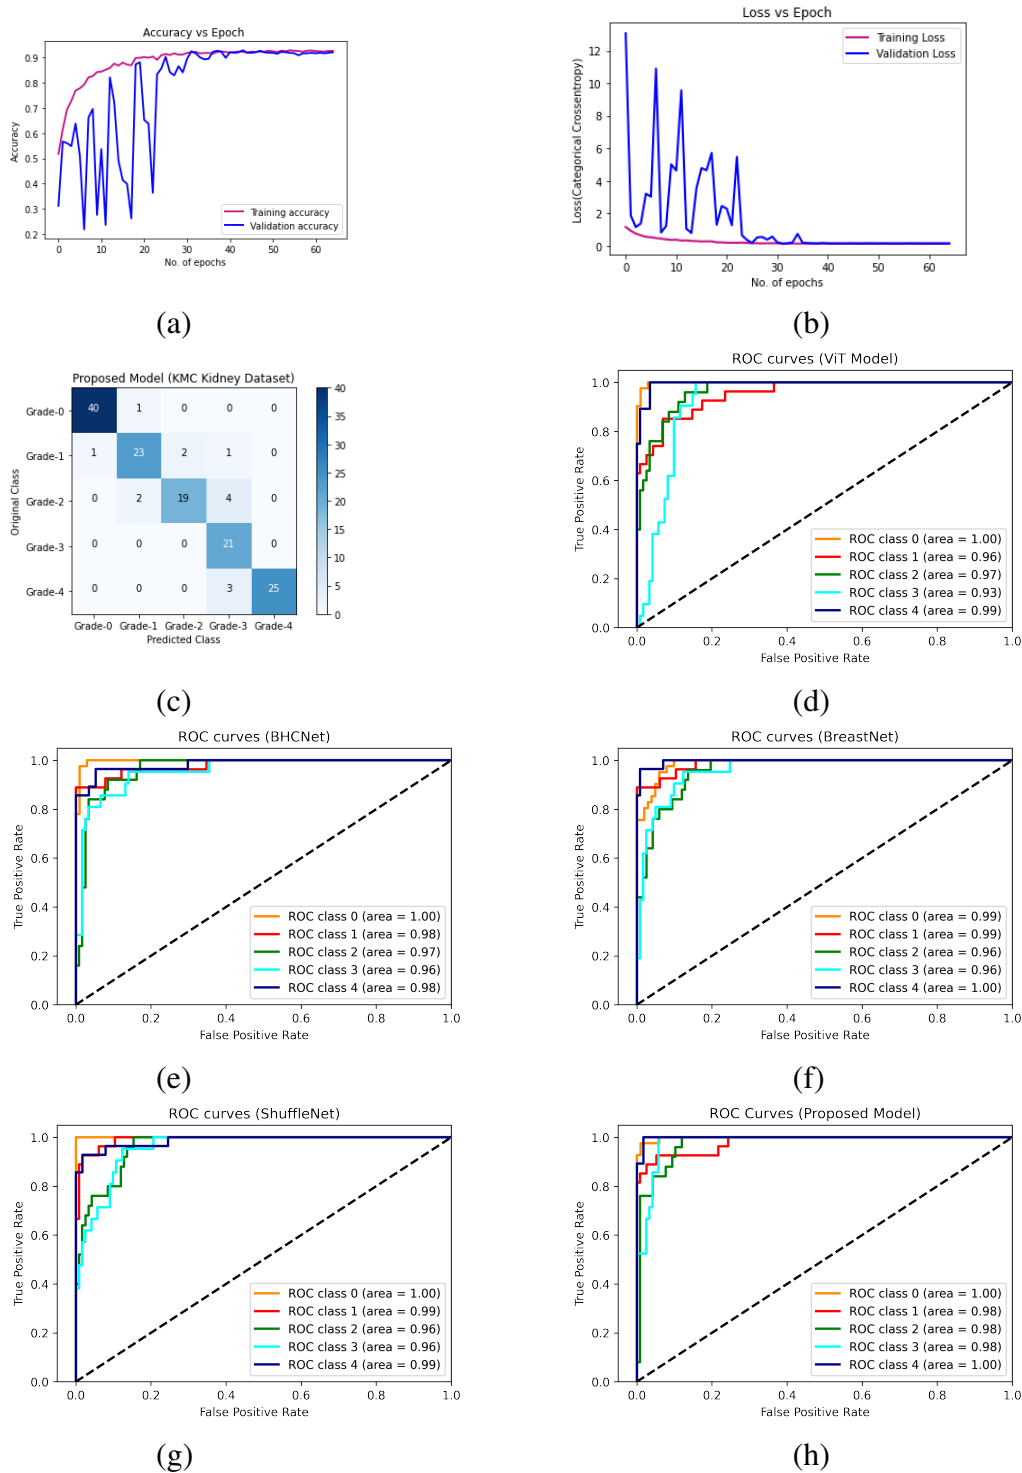 Accuracy vs Epoch
Accuracy
0.9
0.8
0.7
0.6
0.5
0.4
0.3
0.2
Training accuracy
Validation accuracy
0 10 20 30 40 50 60
No. of epochs
(a)
Loss vs Epoch
Loss(Categorical Crossentropy)
12
10
8
6
4
2
0
Training Loss
Validation Loss
0 10 20 30 40 50 60
No. of epochs
(b)
Proposed Model (KMC Kidney Dataset)
Original Class
Grade-0 40 1 0 0 0
Grade-1 1 23 2 1 0
Grade-2 0 2 19 4 0
Grade-3 0 0 0 21 0
Grade-4 0 0 0 3 25
Grade-0 Grade-1 Grade-2 Grade-3 Grade-4
Predicted Class
40
35
30
25
20
15
10
5
0
(c)
ROC curves (ViT Model)
True Positive Rate
1.0
0.8
0.6
0.4
0.2
0.0
ROC class 0 (area = 1.00)
ROC class 1 (area = 0.96)
ROC class 2 (area = 0.97)
ROC class 3 (area = 0.93)
ROC class 4 (area = 0.99)
0.0 0.2 0.4 0.6 0.8 1.0
False Positive Rate
(d)
ROC curves (BHCNet)
True Positive Rate
1.0
0.8
0.6
0.4
0.2
0.0
ROC class 0 (area = 1.00)
ROC class 1 (area = 0.98)
ROC class 2 (area = 0.97)
ROC class 3 (area = 0.96)
ROC class 4 (area = 0.98)
0.0 0.2 0.4 0.6 0.8 1.0
False Positive Rate
(e)
ROC curves (BreastNet)
True Positive Rate
1.0
0.8
0.6
0.4
0.2
0.0
ROC class 0 (area = 0.99)
ROC class 1 (area = 0.99)
ROC class 2 (area = 0.96)
ROC class 3 (area = 0.96)
ROC class 4 (area = 1.00)
0.0 0.2 0.4 0.6 0.8 1.0
False Positive Rate
(f)
ROC curves (ShuffleNet)
True Positive Rate
1.0
0.8
0.6
0.4
0.2
0.0
ROC class 0 (area = 1.00)
ROC class 1 (area = 0.99)
ROC class 2 (area = 0.96)
ROC class 3 (area = 0.96)
ROC class 4 (area = 0.99)
0.0 0.2 0.4 0.6 0.8 1.0
False Positive Rate
(g)
ROC Curves (Proposed Model)
True Positive Rate
1.0
0.8
0.6
0.4
0.2
0.0
ROC class 0 (area = 1.00)
ROC class 1 (area = 0.98)
ROC class 2 (area = 0.98)
ROC class 3 (area = 0.98)
ROC class 4 (area = 1.00)
0.0 0.2 0.4 0.6 0.8 1.0
False Positive Rate
(h)